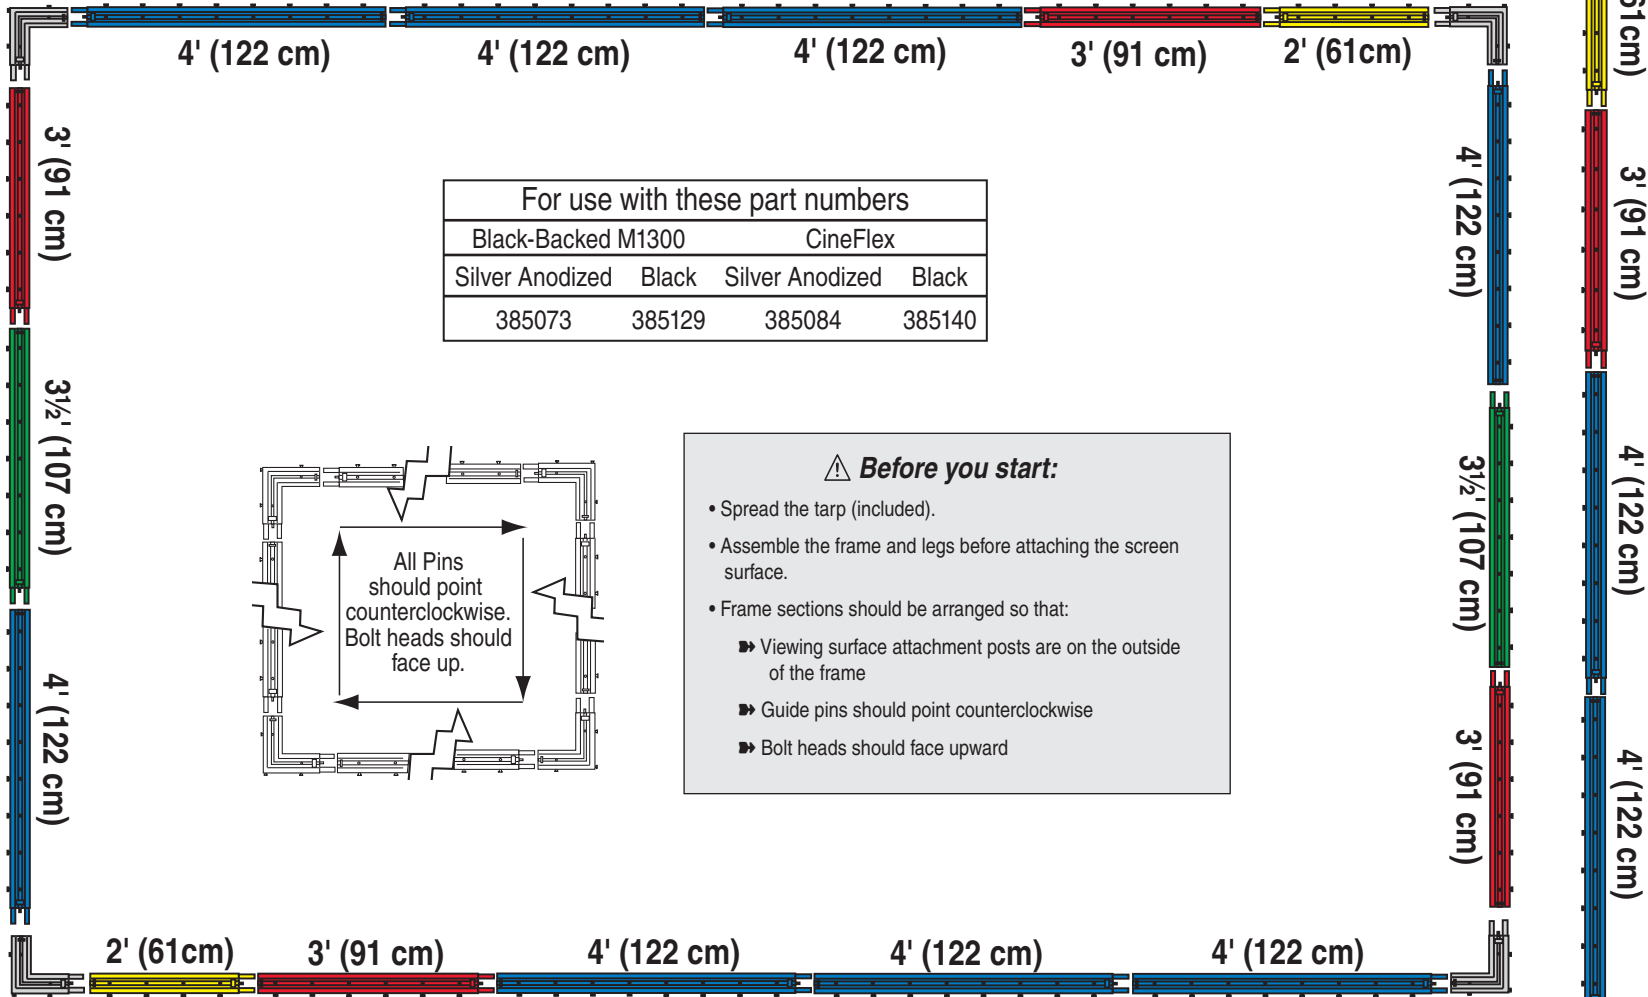 4' (122 cm) 4' (122 cm) 4' (122 cm) 3' (91 cm) 2' (61cm)
3' (91 cm)
3½' (107 cm)
4' (122 cm)
For use with these part numbers
Black-Backed M1300 CineFlex
Silver Anodized Black Silver Anodized Black
385073 385129 385084 385140
All Pins
should point
counterclockwise.
Bolt heads should
face up.
⚠ Before you start:
• Spread the tarp (included).
• Assemble the frame and legs before attaching the screen
surface.
• Frame sections should be arranged so that:
➽ Viewing surface attachment posts are on the outside
of the frame
➽ Guide pins should point counterclockwise
➽ Bolt heads should face upward
4' (122 cm)
3½' (107 cm)
3' (91 cm)
2' (61cm) 3' (91 cm) 4' (122 cm) 4' (122 cm) 4' (122 cm)
61cm)
3' (91 cm)
4' (122 cm)
4' (122 cm)